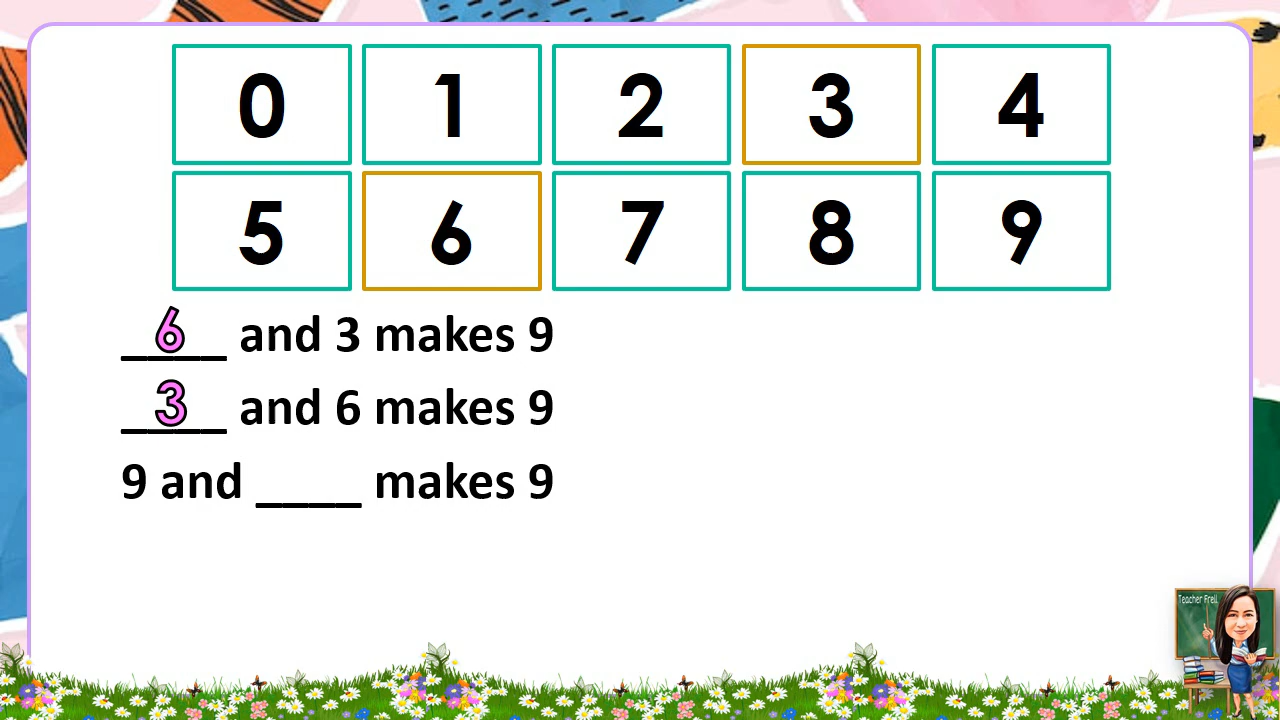 0 1 2 3 4
5 6 7 8 9
6 and 3 makes 9
3 and 6 makes 9
9 and ____ makes 9
Teacher Frell